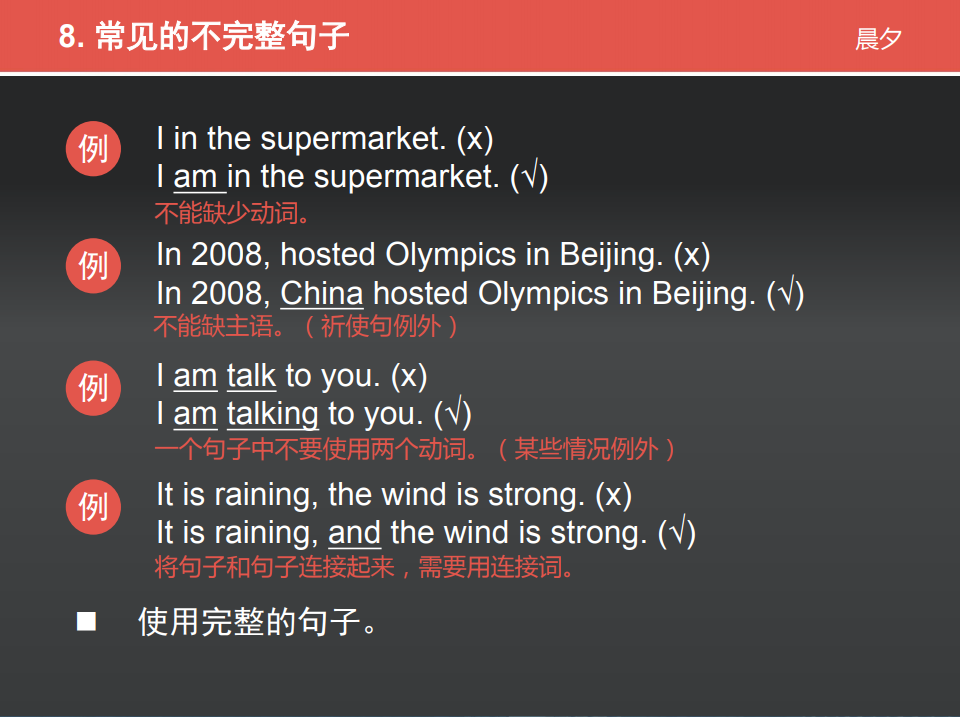 8. 常见的不完整句子
晨夕
例
I in the supermarket. (x)
I am in the supermarket. (√)
不能缺少动词。
例
In 2008, hosted Olympics in Beijing. (x)
In 2008, China hosted Olympics in Beijing. (√)
不能缺主语。（祈使句例外）
例
I am talk to you. (x)
I am talking to you. (√)
一个句子中不要使用两个动词。（某些情况例外）
例
It is raining, the wind is strong. (x)
It is raining, and the wind is strong. (√)
将句子和句子连接起来，需要用连接词。
■ 使用完整的句子。